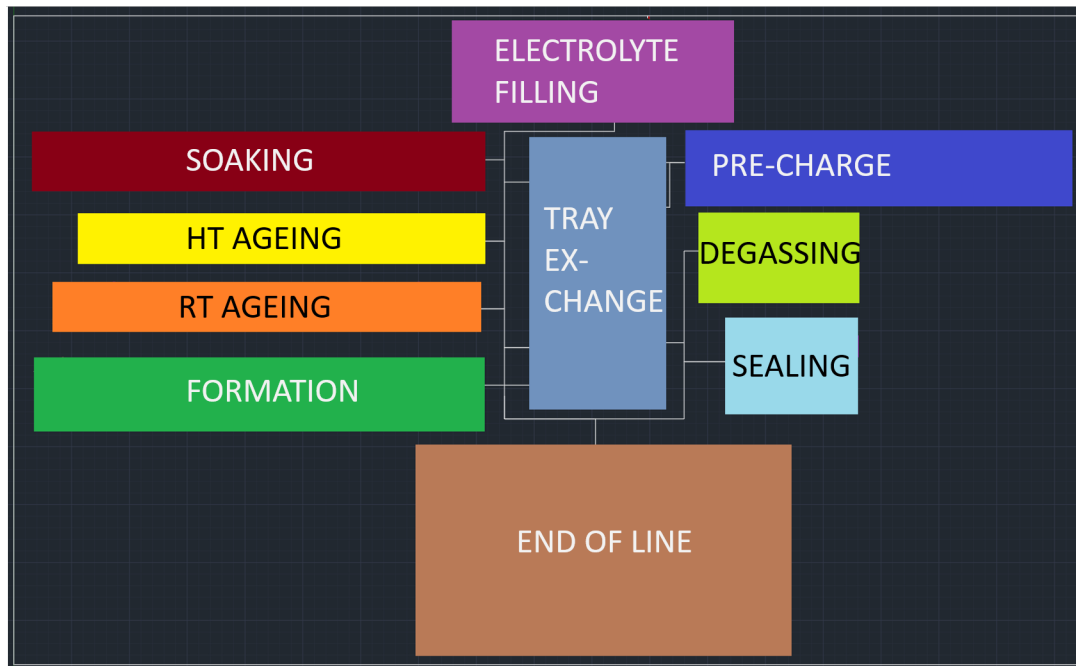 ELECTROLYTE
FILLING
SOAKING
PRE-CHARGE
HT AGEING
TRAY
EX-
CHANGE
DEGASSING
RT AGEING
SEALING
FORMATION
END OF LINE